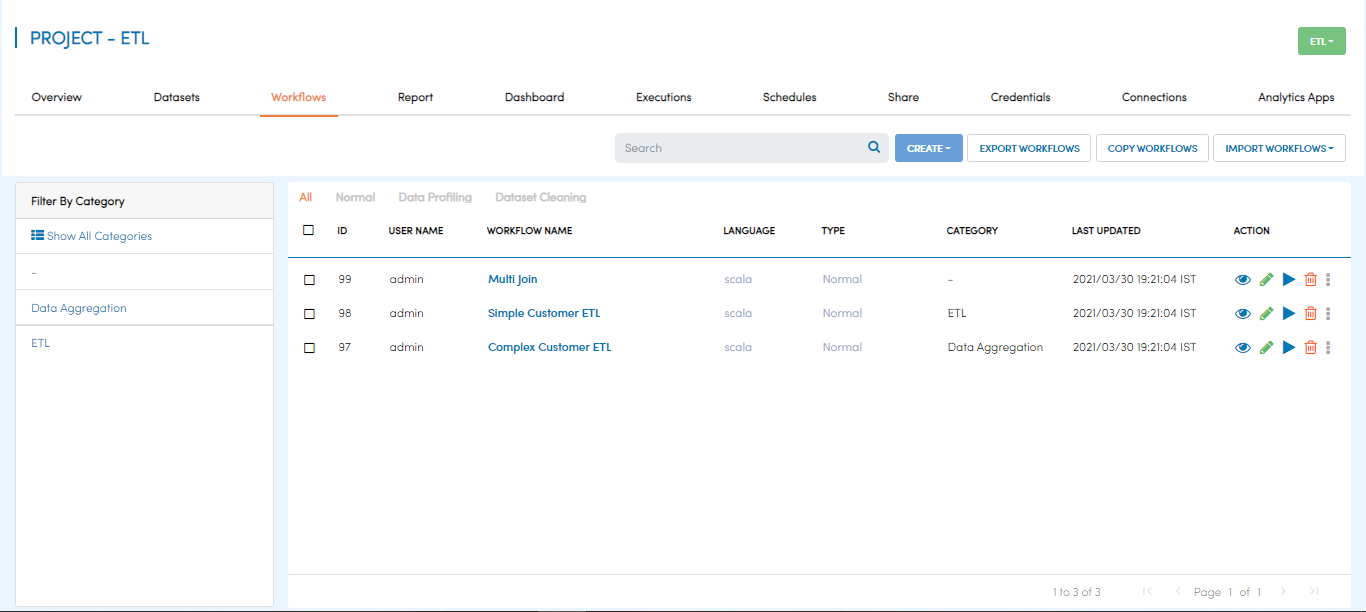 PROJECT - ETL
ETL
Overview Datasets Workflows Report Dashboard Executions Schedules Share Credentials Connections Analytics Apps
Search CREATE EXPORT WORKFLOWS COPY WORKFLOWS IMPORT WORKFLOWS
Filter By Category
Show All Categories
-
Data Aggregation
ETL
All Normal Data Profiling Dataset Cleaning
ID USER NAME WORKFLOW NAME LANGUAGE TYPE CATEGORY LAST UPDATED ACTION
99 admin Multi Join scala Normal - 2021/03/30 19:21:04 IST
98 admin Simple Customer ETL scala Normal ETL 2021/03/30 19:21:04 IST
97 admin Complex Customer ETL scala Normal Data Aggregation 2021/03/30 19:21:04 IST
1 to 3 of 3 Page 1 of 1